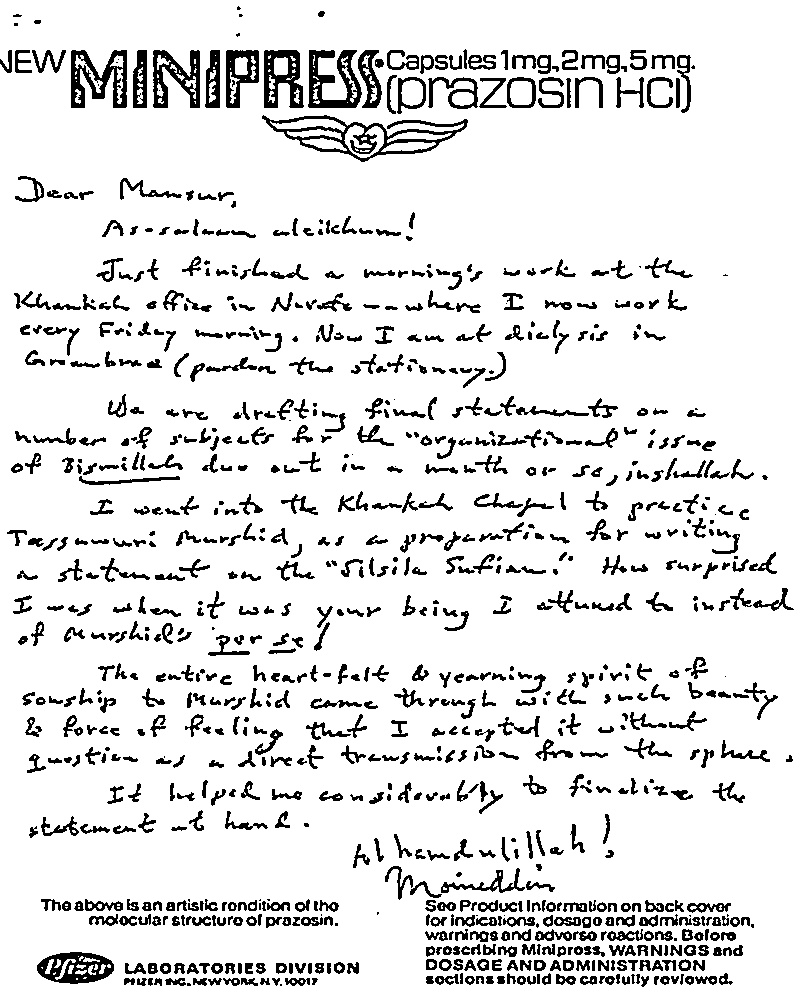 NEW MINIPRESS Capsules 1mg, 2mg, 5mg.
(prazosin HCl)
Dear Mansur,
As-salaam aleikhum!
Just finished a morning's work at the
Khankah office in Novato — where I now work
every Friday morning. Now I am at dialysis in
Greenbrae (pardon the stationery.)
We are drafting final statements on a
number of subjects for the "organizational" issue
of Bismillah due out in a month or so, inshallah.
I went into the Khankah Chapel to practice
Tassawuri Murshid, as a preparation for writing
a statement on the "Silsila Sufian." How surprised
I was when it was your being I attuned to instead
of Murshid's per se!
The entire heart-felt & yearning spirit of
sonship to Murshid came through with such beauty
& force of feeling that I accepted it without
question as a direct transmission from the sphere.
It helped me considerably to finalize the
statement at hand.
Alhamdulillah!
Moineddin
The above is an artistic rendition of the
molecular structure of prazosin.
See Product Information on back cover
for indications, dosage and administration,
warnings and adverse reactions. Before
prescribing Minipress, WARNINGS and
DOSAGE AND ADMINISTRATION
sections should be carefully reviewed.
Pfizer LABORATORIES DIVISION
PFIZER INC., NEW YORK, N.Y. 10017